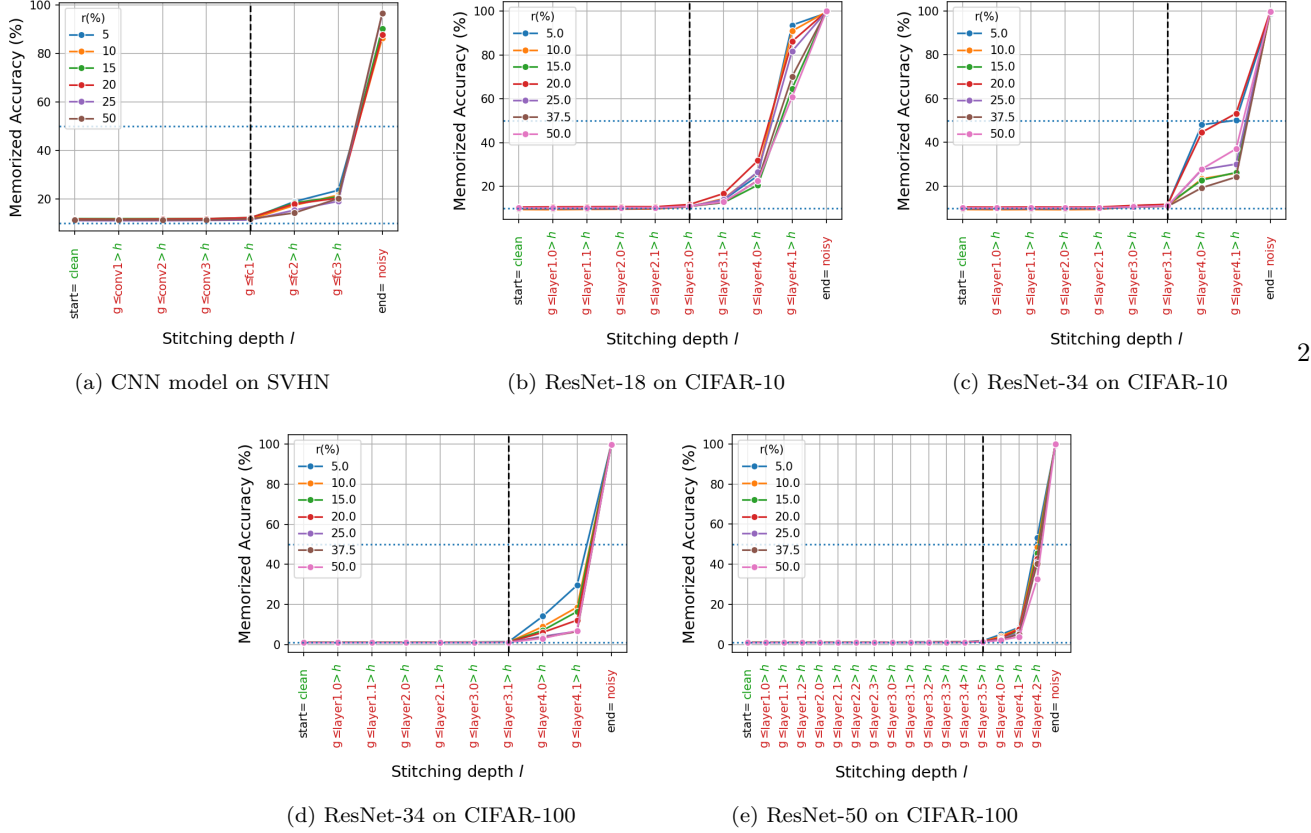 Memorized Accuracy (%)
100
80
60
40
20
r(%)
5
10
15
20
25
50
start= clean
g ≤conv1> h
g ≤conv2> h
g ≤conv3> h
g ≤fc1> h
g ≤fc2> h
g ≤fc3> h
end= noisy
Stitching depth l
(a) CNN model on SVHN
Memorized Accuracy (%)
100
80
60
40
20
r(%)
5.0
10.0
15.0
20.0
25.0
37.5
50.0
start= clean
g ≤layer1.0> h
g ≤layer1.1> h
g ≤layer2.0> h
g ≤layer2.1> h
g ≤layer3.0> h
g ≤layer3.1> h
g ≤layer4.0> h
g ≤layer4.1> h
end= noisy
Stitching depth l
(b) ResNet-18 on CIFAR-10
Memorized Accuracy (%)
100
80
60
40
20
r(%)
5.0
10.0
15.0
20.0
25.0
37.5
50.0
start= clean
g ≤layer1.0> h
g ≤layer1.1> h
g ≤layer2.0> h
g ≤layer2.1> h
g ≤layer3.0> h
g ≤layer3.1> h
g ≤layer4.0> h
g ≤layer4.1> h
end= noisy
Stitching depth l
(c) ResNet-34 on CIFAR-10
2
Memorized Accuracy (%)
100
80
60
40
20
0
r(%)
5.0
10.0
15.0
20.0
25.0
37.5
50.0
start= clean
g ≤layer1.0> h
g ≤layer1.1> h
g ≤layer2.0> h
g ≤layer2.1> h
g ≤layer3.0> h
g ≤layer3.1> h
g ≤layer4.0> h
g ≤layer4.1> h
end= noisy
Stitching depth l
(d) ResNet-34 on CIFAR-100
Memorized Accuracy (%)
100
80
60
40
20
0
r(%)
5.0
10.0
15.0
20.0
25.0
37.5
50.0
start= clean
g ≤layer1.0> h
g ≤layer1.1> h
g ≤layer1.2> h
g ≤layer2.0> h
g ≤layer2.1> h
g ≤layer2.2> h
g ≤layer2.3> h
g ≤layer3.0> h
g ≤layer3.1> h
g ≤layer3.2> h
g ≤layer3.3> h
g ≤layer3.4> h
g ≤layer3.5> h
g ≤layer4.0> h
g ≤layer4.1> h
g ≤layer4.2> h
end= noisy
Stitching depth l
(e) ResNet-50 on CIFAR-100